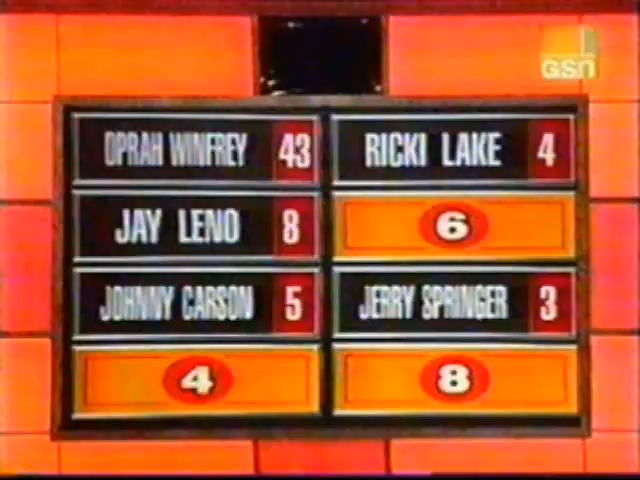 GSN
OPRAH WINFREY 43
RICKI LAKE 4
JAY LENO 8
6
JOHNNY CARSON 5
JERRY SPRINGER 3
4
8